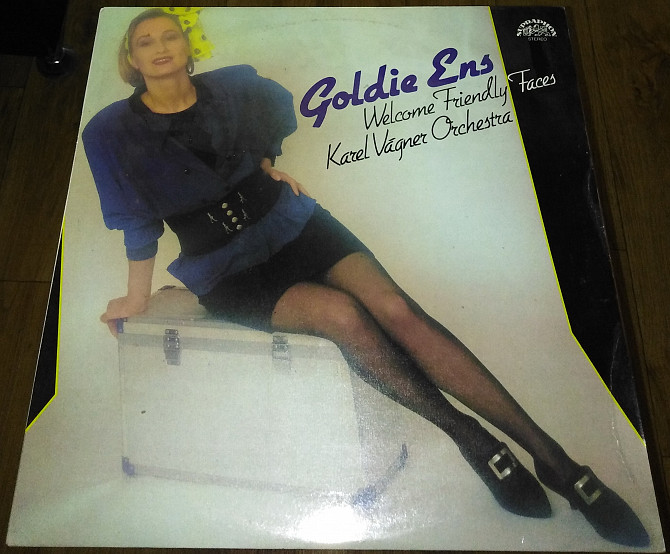 SUPRAPHON
STEREO
Goldie Ens
Welcome Friendly Faces
Karel Vágner Orchestra